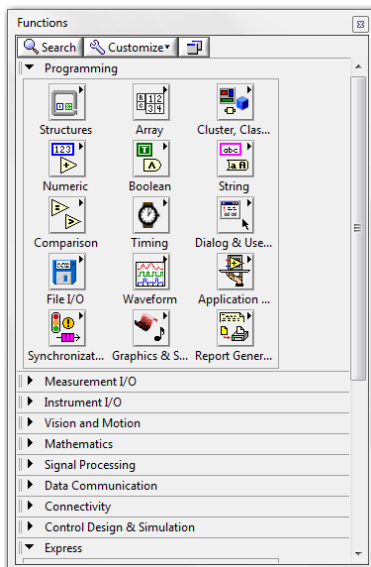 Functions
Search Customize
Programming
Structures Array Cluster, Clas...
Numeric Boolean String
Comparison Timing Dialog & Use...
File I/O Waveform Application ...
Synchronizat... Graphics & S... Report Gener...
Measurement I/O
Instrument I/O
Vision and Motion
Mathematics
Signal Processing
Data Communication
Connectivity
Control Design & Simulation
Express